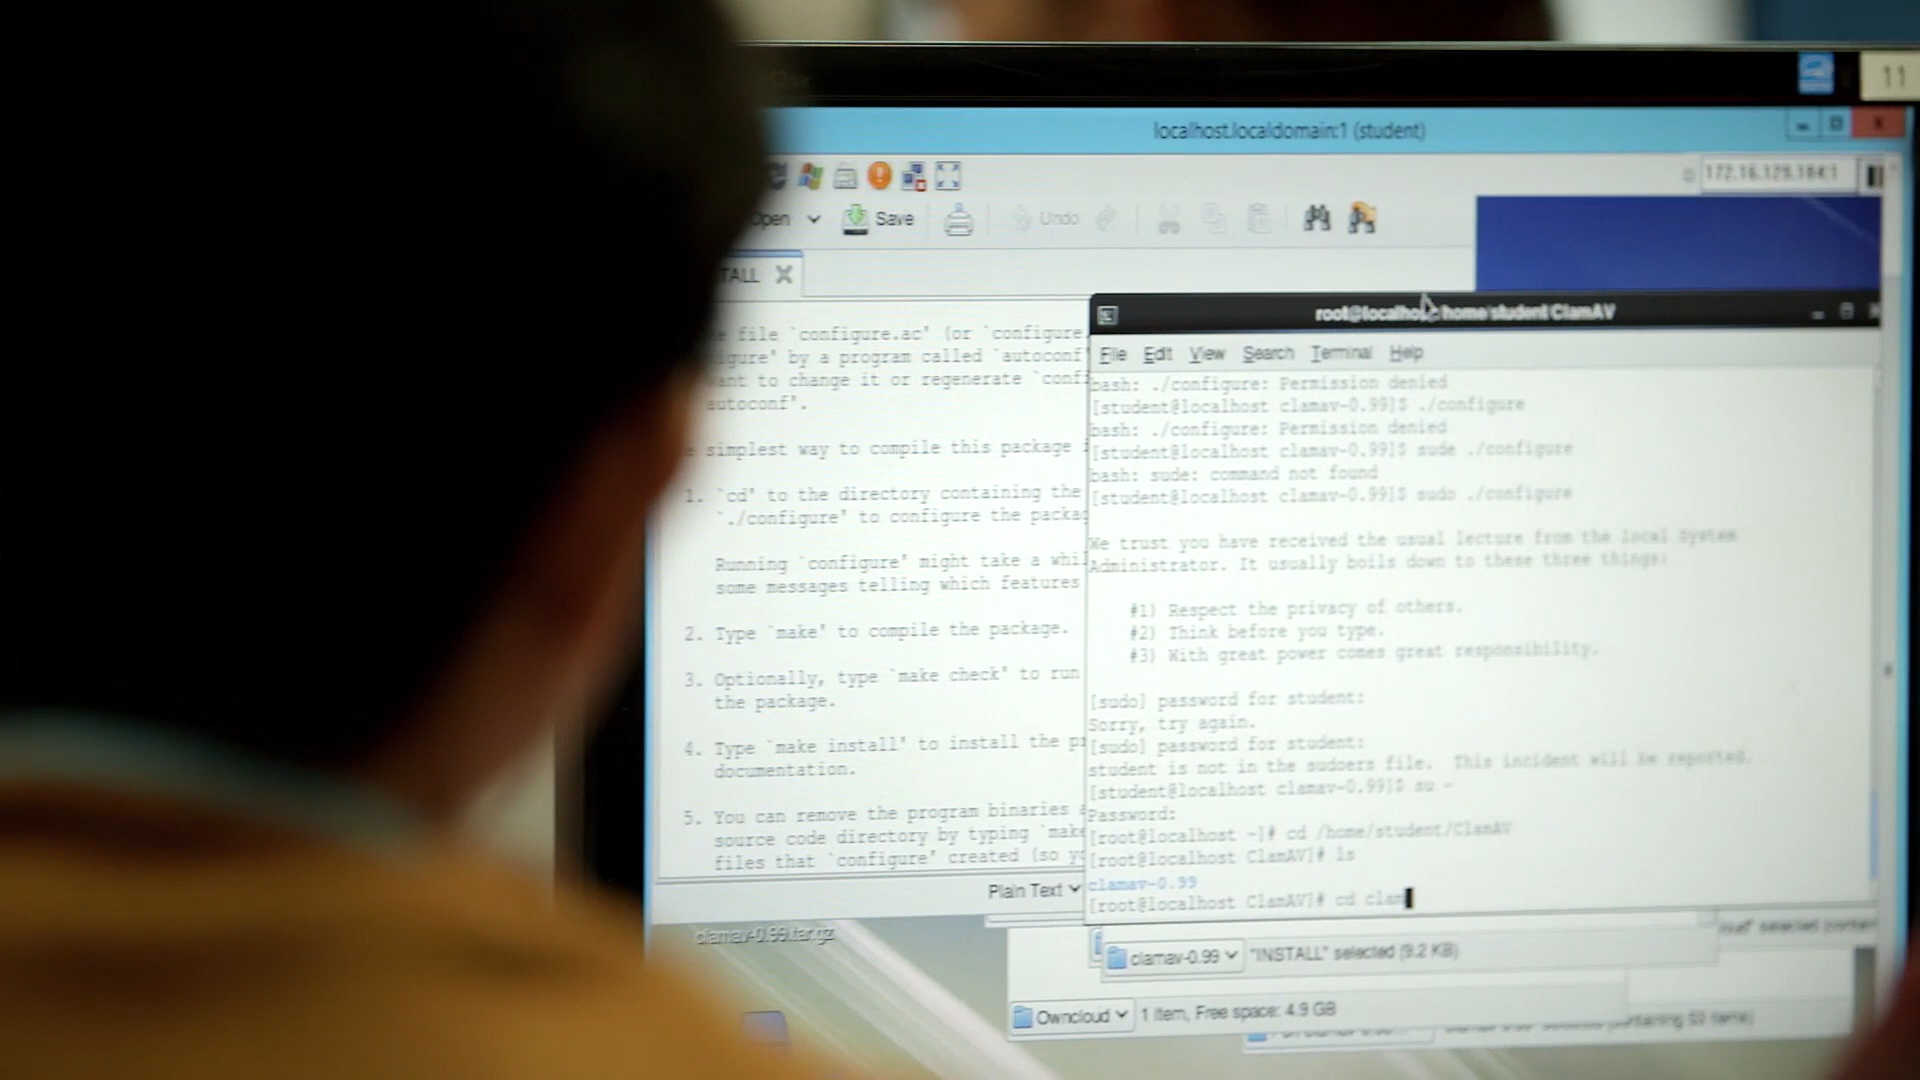 11
localhost.localdomain:1 (student)
172.16.129.184:1
Open Save Undo
TALL
file `configure.ac' (or `configure
igure' by a program called `autoconf'
want to change it or regenerate `conf
autoconf'.
simplest way to compile this package
1. `cd' to the directory containing the
`./configure' to configure the packag
Running `configure' might take a whil
some messages telling which features
2. Type `make' to compile the package.
3. Optionally, type `make check' to run
the package.
4. Type `make install' to install the p
documentation.
5. You can remove the program binaries
source code directory by typing `make
files that `configure' created (so yo
Plain Text
root@localhost:/home/student/ClamAV
File Edit View Search Terminal Help
bash: ./configure: Permission denied
[student@localhost clamav-0.99]$ ./configure
bash: ./configure: Permission denied
[student@localhost clamav-0.99]$ sude ./configure
bash: sude: command not found
[student@localhost clamav-0.99]$ sudo ./configure
We trust you have received the usual lecture from the local System
Administrator. It usually boils down to these three things:
#1) Respect the privacy of others.
#2) Think before you type.
#3) With great power comes great responsibility.
[sudo] password for student:
Sorry, try again.
[sudo] password for student:
student is not in the sudoers file.  This incident will be reported.
[student@localhost clamav-0.99]$ su -
Password:
[root@localhost ~]# cd /home/student/ClamAV
[root@localhost ClamAV]# ls
clamav-0.99
[root@localhost ClamAV]# cd clam
clamav-0.99.tar.gz
clamav-0.99 "INSTALL" selected (9.2 KB)
Owncloud 1 item, Free space: 4.9 GB